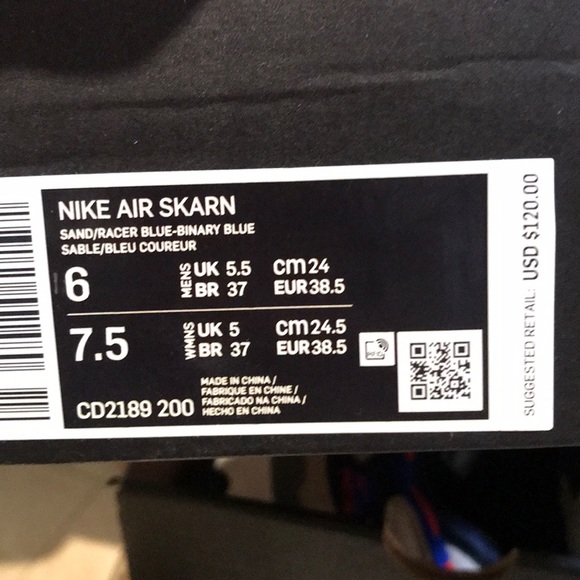 NIKE AIR SKARN
SAND/RACER BLUE-BINARY BLUE
SABLE/BLEU COUREUR
6 MENS UK 5.5 cm 24
BR 37 EUR 38.5
7.5 WMNS UK 5 cm 24.5
BR 37 EUR 38.5
CD2189 200
MADE IN CHINA /
FABRIQUE EN CHINE /
FABRICADO NA CHINA /
HECHO EN CHINA
SUGGESTED RETAIL: USD $120.00